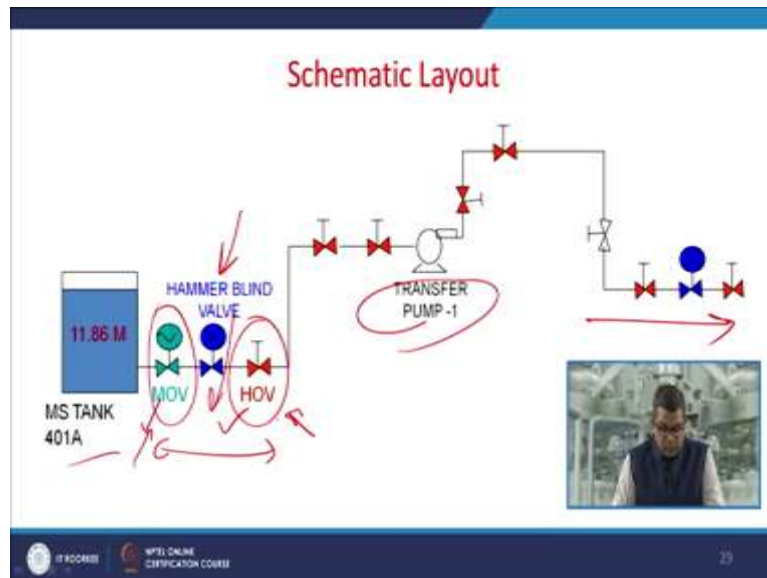 Schematic Layout
HAMMER BLIND
VALVE
11.86 M
TRANSFER
PUMP -1
MOV
HOV
MS TANK
401A
IIT ROORKEE
NPTEL ONLINE
CERTIFICATION COURSE
29